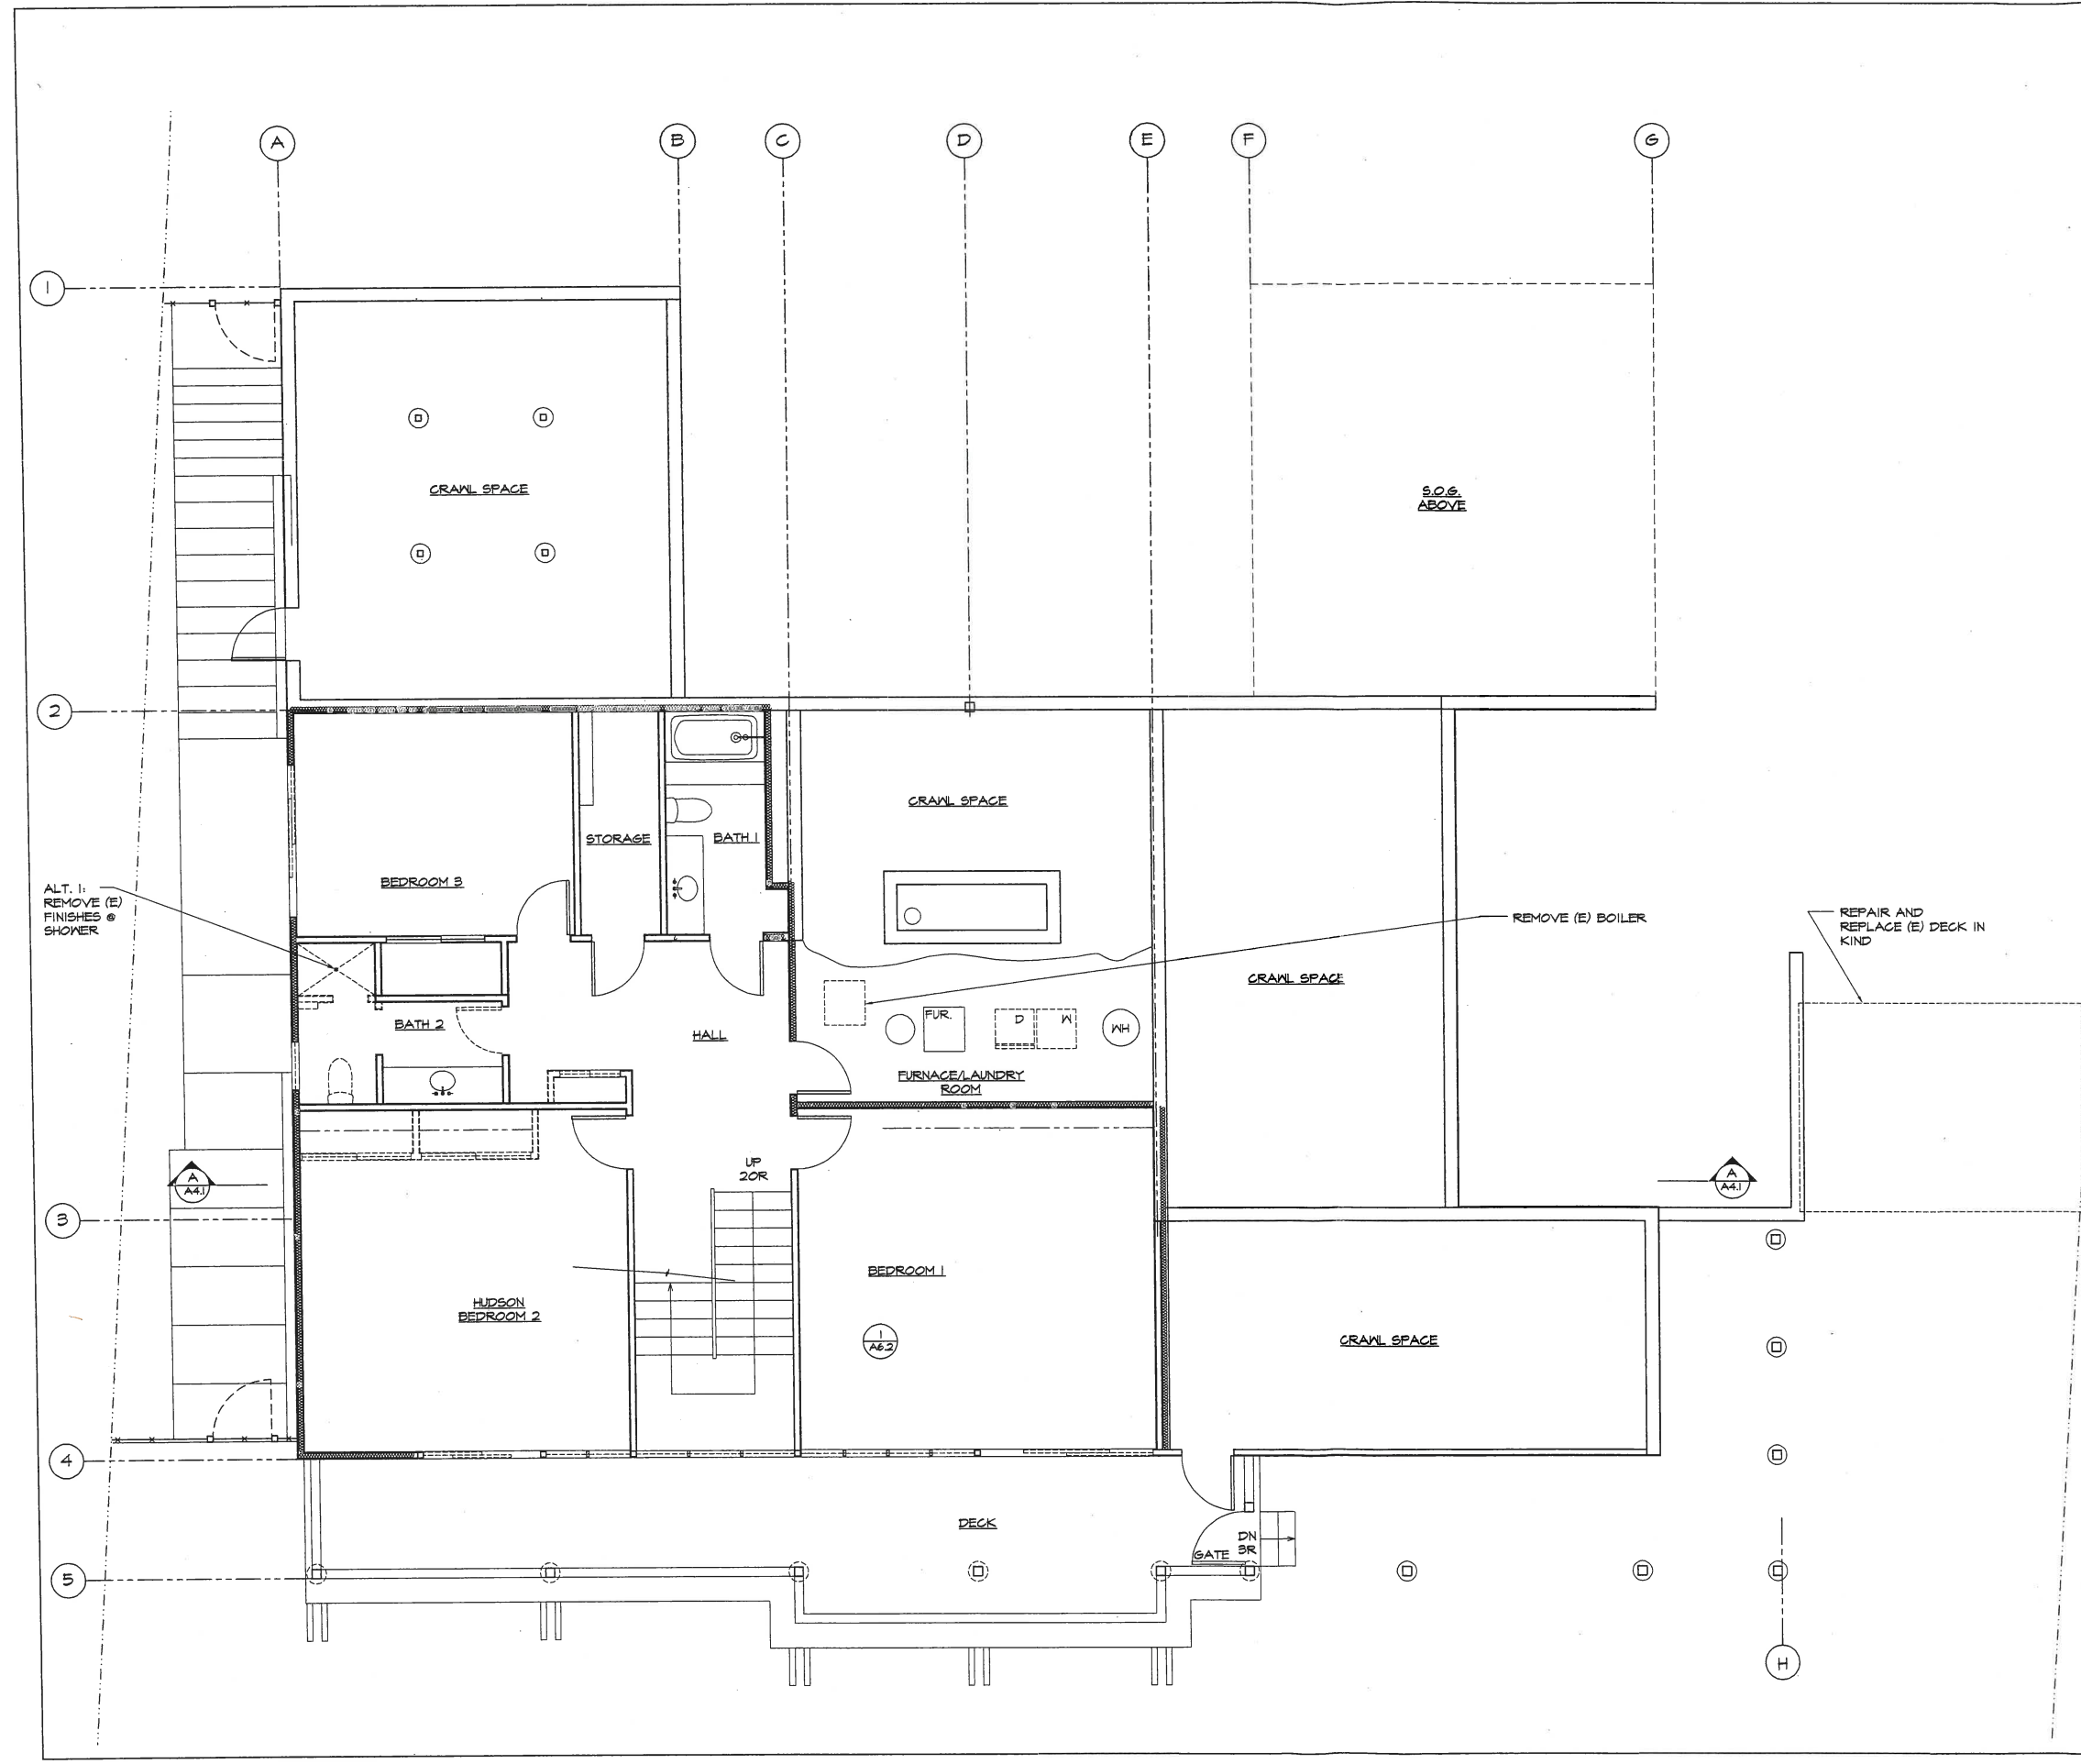 A
B
C
D
E
F
G
1
CRAWL SPACE
S.O.G.
ABOVE
2
CRAWL SPACE
STORAGE
BATH 1
BEDROOM 3
ALT. 1:
REMOVE (E)
FINISHES @
SHOWER
REMOVE (E) BOILER
REPAIR AND
REPLACE (E) DECK IN
KIND
CRAWL SPACE
BATH 2
HALL
FUR.
D
W
WH
FURNACE/LAUNDRY
ROOM
UP
20R
A
A4.1
A
A4.1
3
BEDROOM 1
HUDSON
BEDROOM 2
1
A6.2
CRAWL SPACE
4
DECK
GATE
DN
3R
5
H